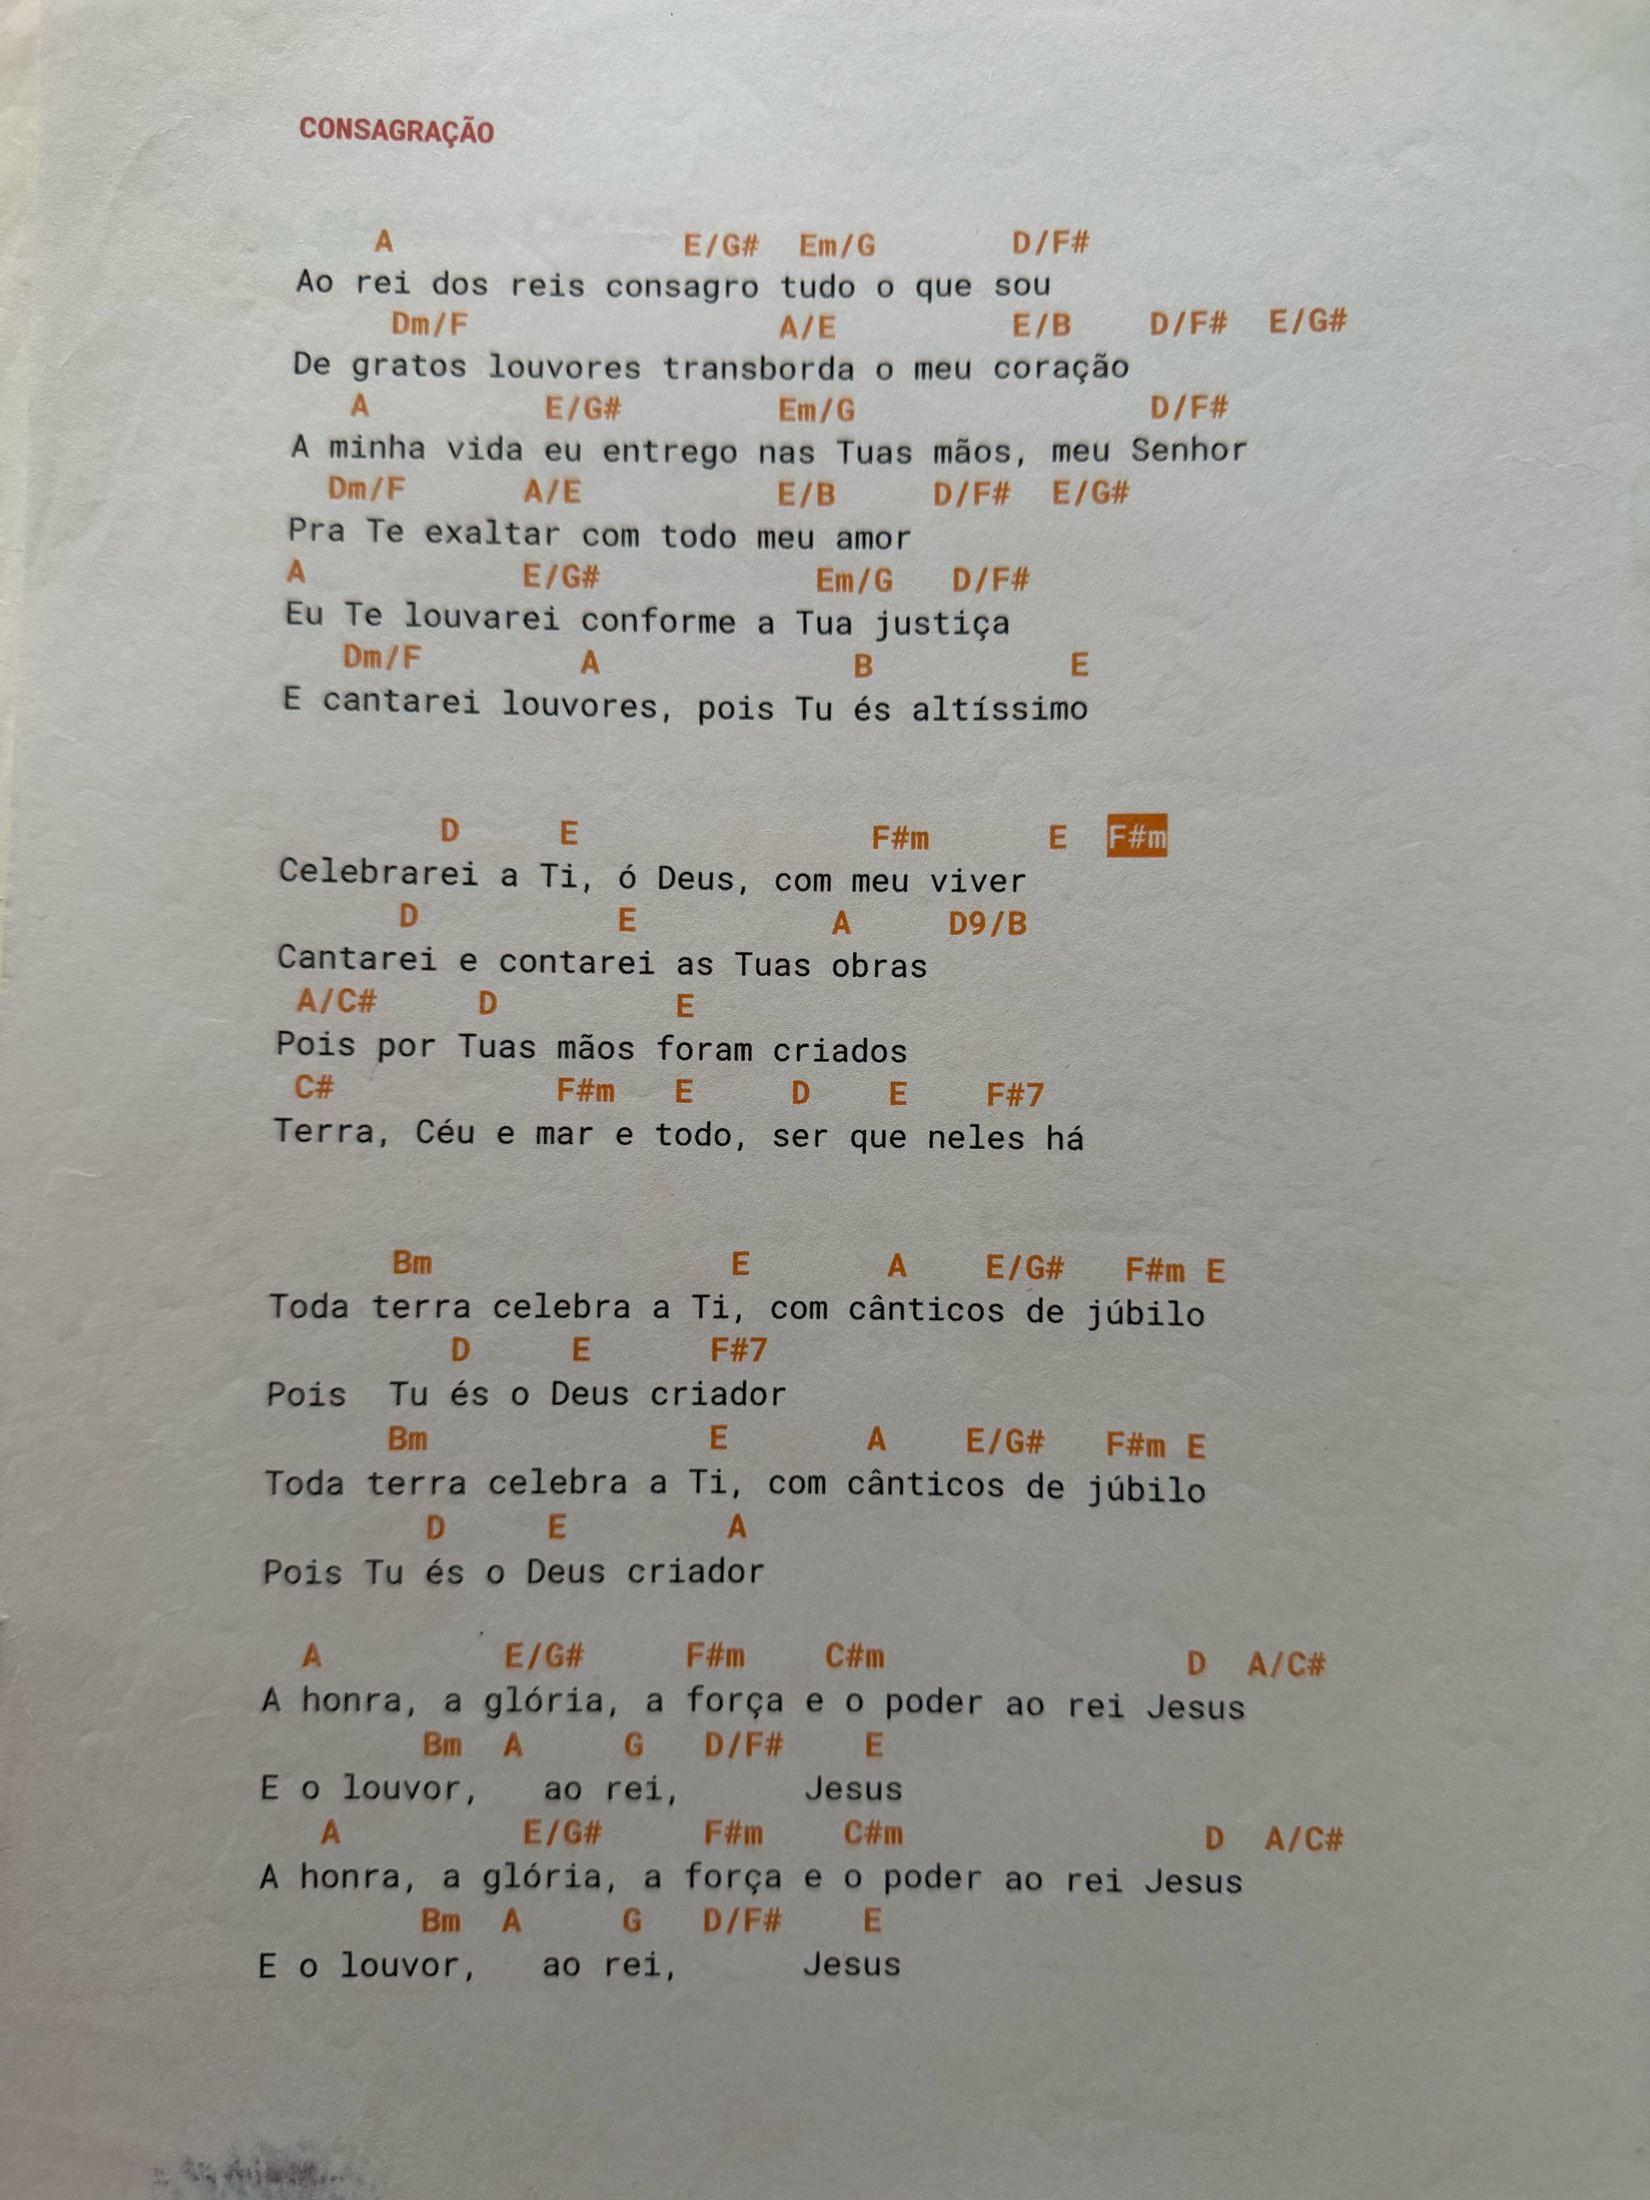 CONSAGRAÇÃO
A E/G# Em/G D/F#
Ao rei dos reis consagro tudo o que sou
Dm/F A/E E/B D/F# E/G#
De gratos louvores transborda o meu coração
A E/G# Em/G D/F#
A minha vida eu entrego nas Tuas mãos, meu Senhor
Dm/F A/E E/B D/F# E/G#
Pra Te exaltar com todo meu amor
A E/G# Em/G D/F#
Eu Te louvarei conforme a Tua justiça
Dm/F A B E
E cantarei louvores, pois Tu és altíssimo
D E F#m E F#m
Celebrarei a Ti, ó Deus, com meu viver
D E A D9/B
Cantarei e contarei as Tuas obras
A/C# D E
Pois por Tuas mãos foram criados
C# F#m E D E F#7
Terra, Céu e mar e todo, ser que neles há
Bm E A E/G# F#m E
Toda terra celebra a Ti, com cânticos de júbilo
D E F#7
Pois Tu és o Deus criador
Bm E A E/G# F#m E
Toda terra celebra a Ti, com cânticos de júbilo
D E A
Pois Tu és o Deus criador
A E/G# F#m C#m D A/C#
A honra, a glória, a força e o poder ao rei Jesus
Bm A G D/F# E
E o louvor, ao rei, Jesus
A E/G# F#m C#m D A/C#
A honra, a glória, a força e o poder ao rei Jesus
Bm A G D/F# E
E o louvor, ao rei, Jesus